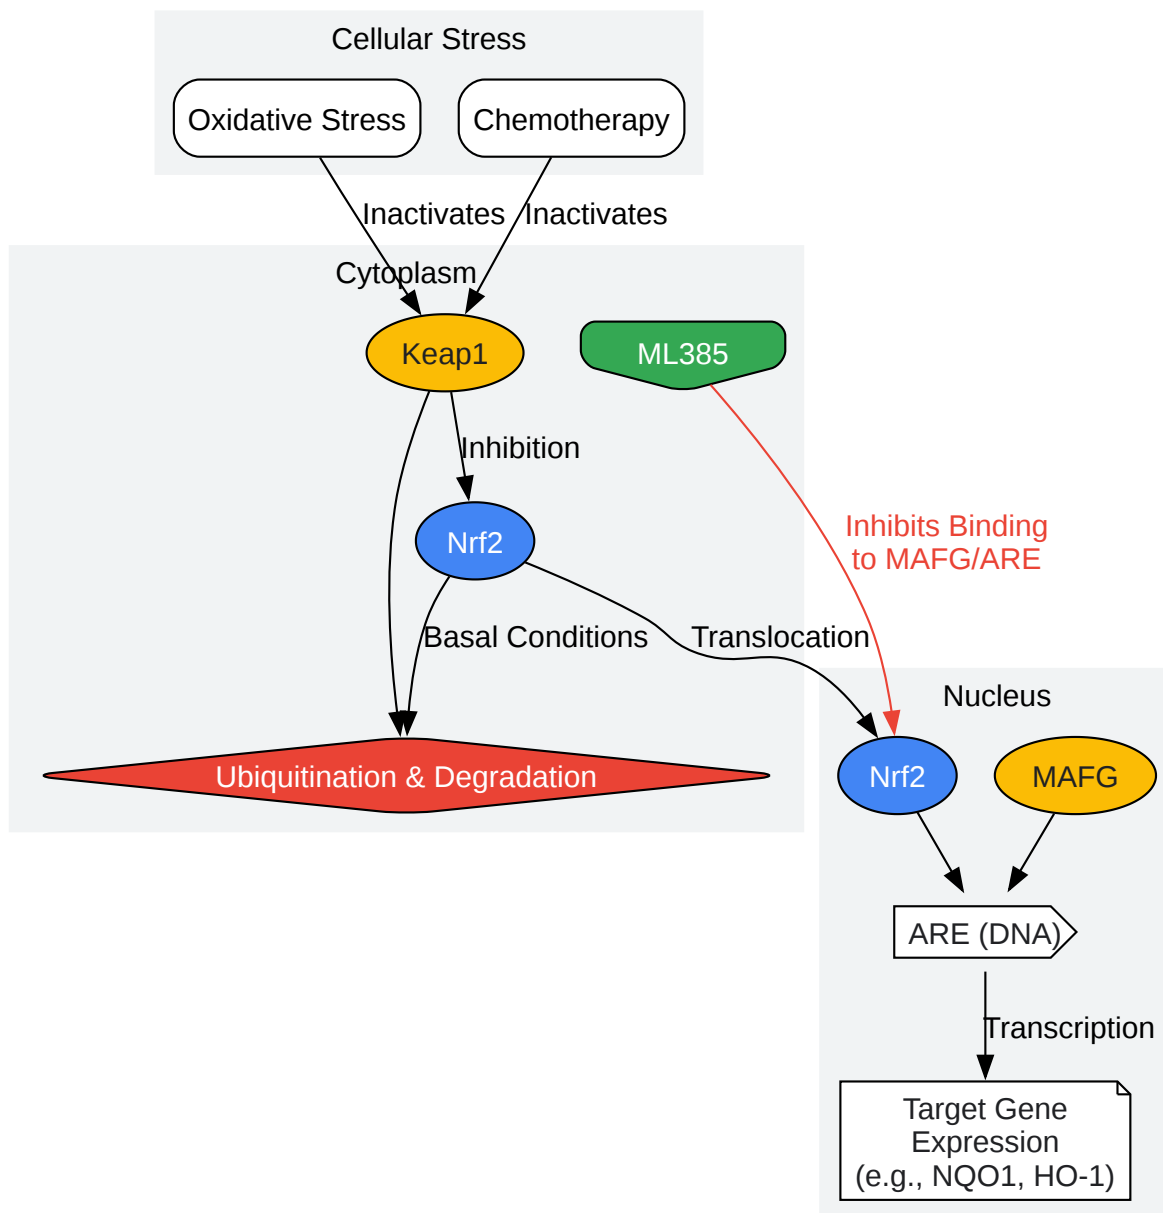 Cellular Stress
Oxidative Stress
Chemotherapy
Inactivates
Inactivates
Cytoplasm
Keap1
ML385
Inhibition
Inhibits Binding
to MAFG/ARE
Nrf2
Basal Conditions
Translocation
Nucleus
Ubiquitination & Degradation
Nrf2
MAFG
ARE (DNA)
Transcription
Target Gene
Expression
(e.g., NQO1, HO-1)